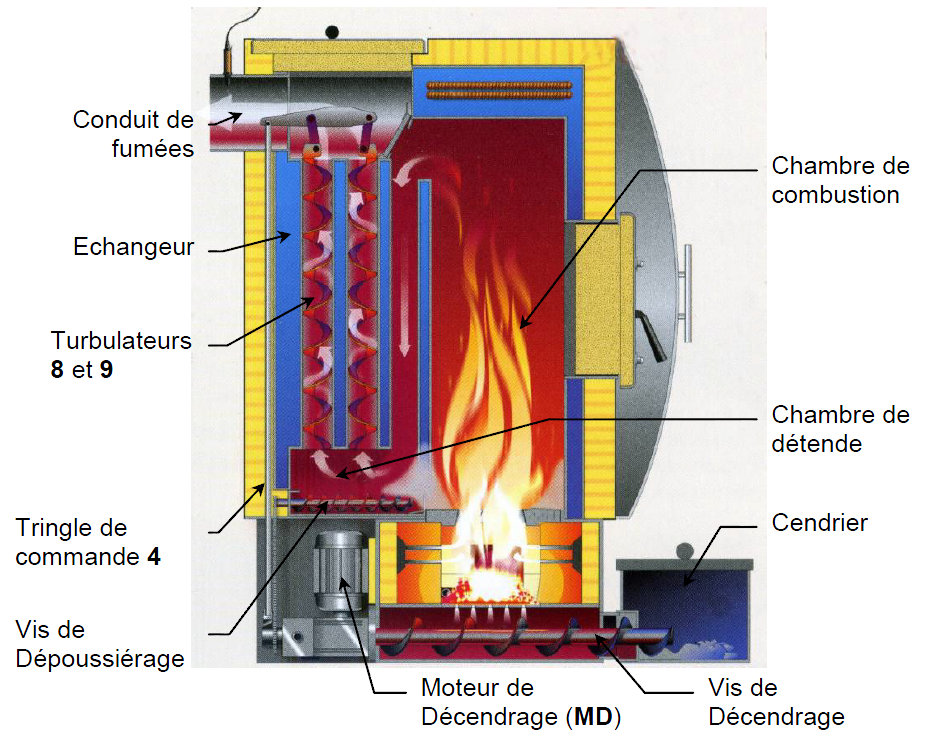 Conduit de
fumées
Echangeur
Turbulateurs
8 et 9
Tringle de
commande 4
Vis de
Dépoussiérage
Chambre de
combustion
Chambre de
détende
Cendrier
Moteur de
Décendrage (MD)
Vis de
Décendrage